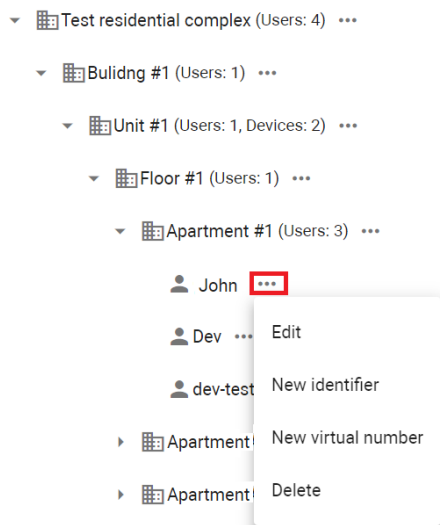 Test residential complex (Users: 4) •••
Bulidng #1 (Users: 1) •••
Unit #1 (Users: 1, Devices: 2) •••
Floor #1 (Users: 1) •••
Apartment #1 (Users: 3) •••
John •••
Dev •••
Edit
dev-test
New identifier
Apartment
New virtual number
Apartment
Delete